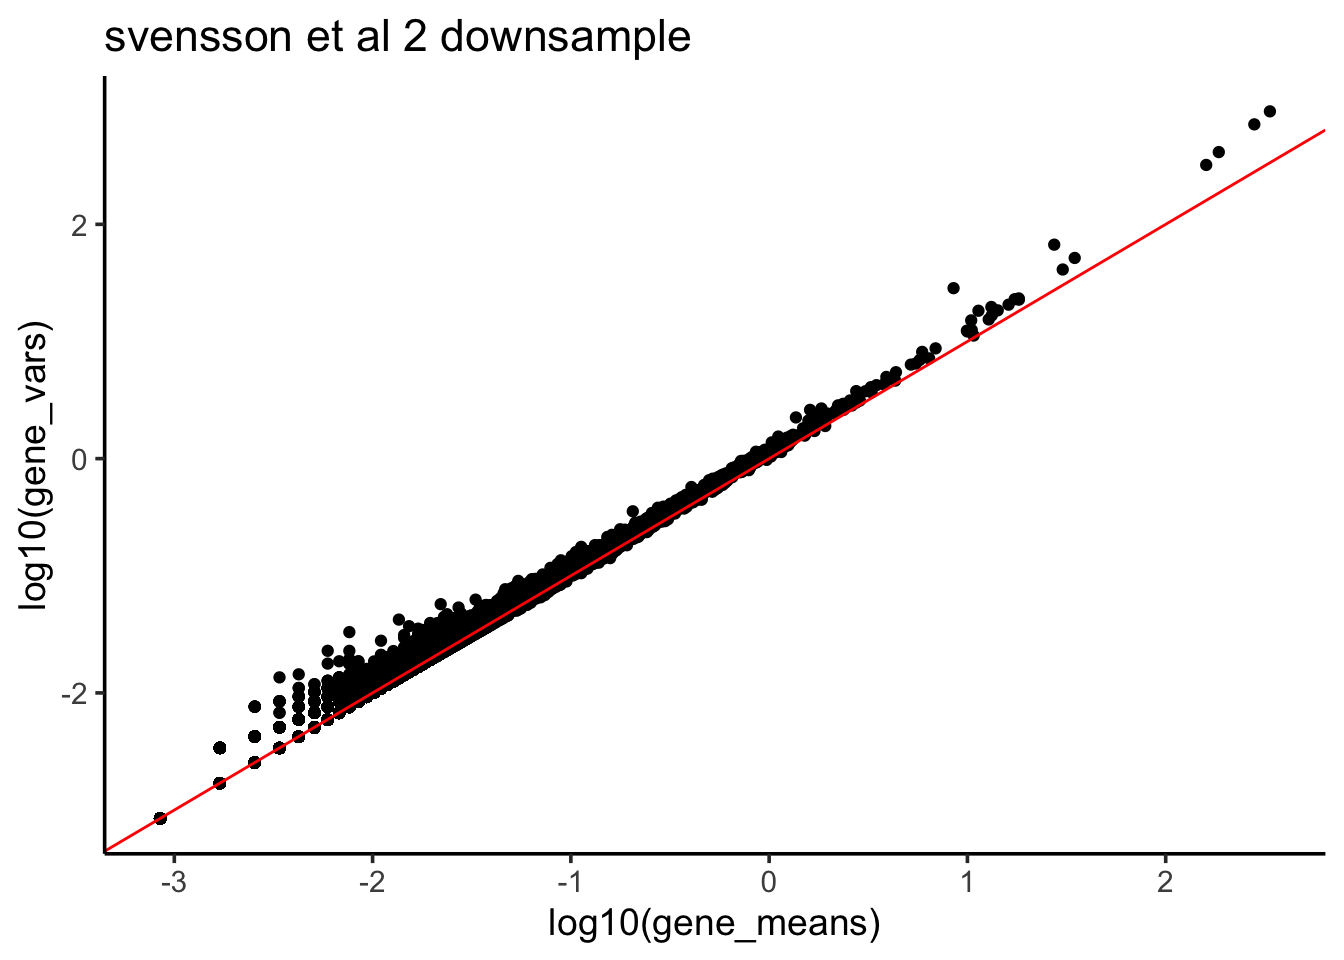 svensson et al 2 downsample
log10(gene_vars)
2
0
-2
-3 -2 -1 0 1 2
log10(gene_means)